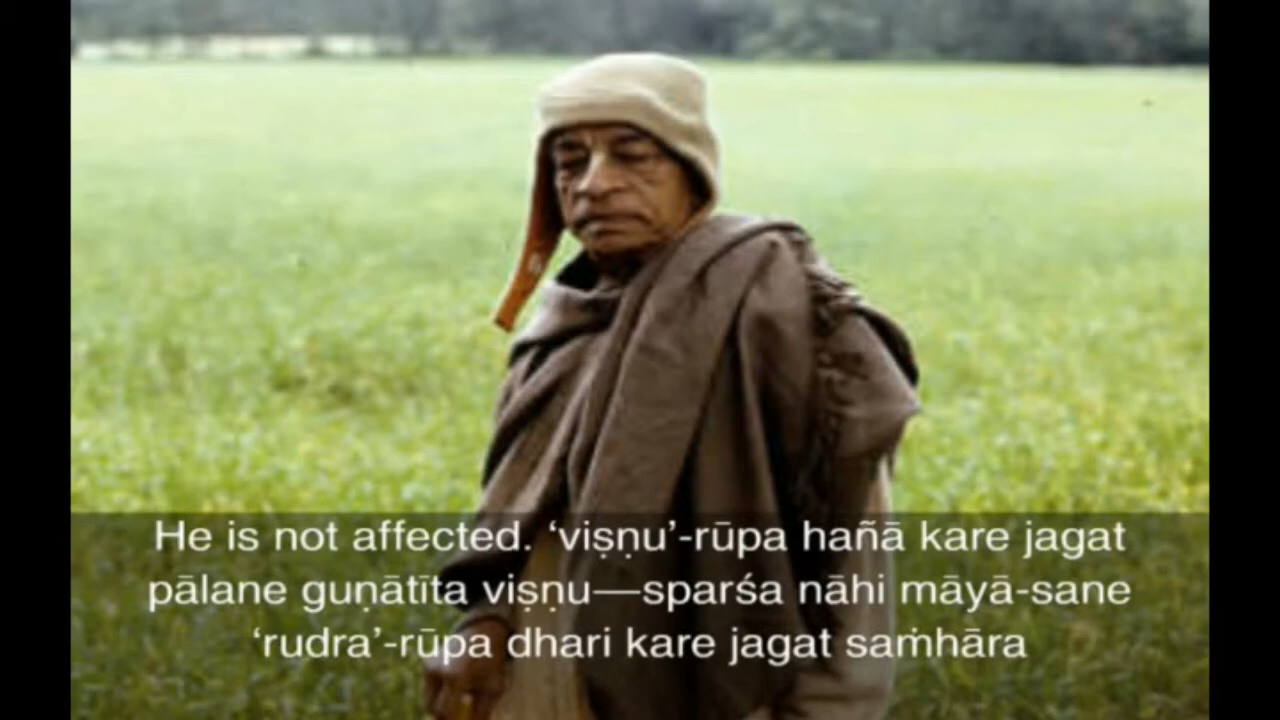 He is not affected. ‘viṣṇu’-rūpa hañā kare jagat
pālane guṇātīta viṣṇu—sparśa nāhi māyā-sane
‘rudra’-rūpa dhari kare jagat saṁhāra